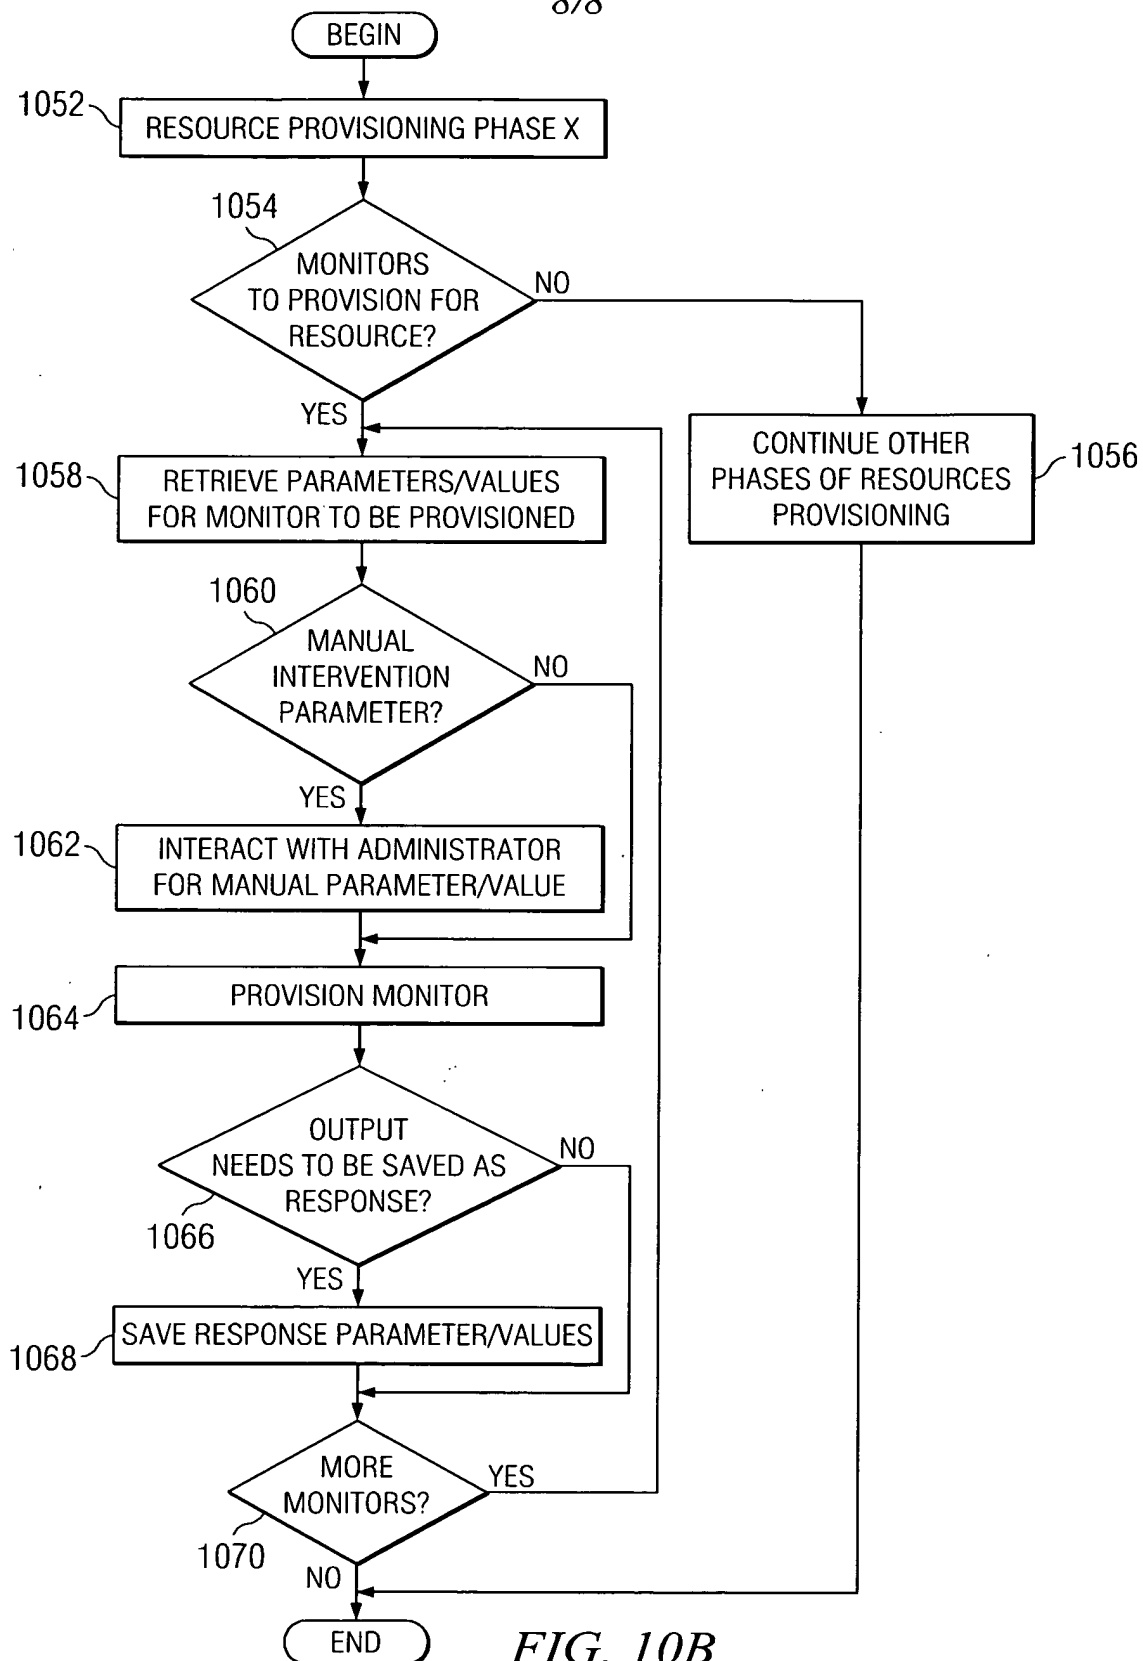 8/8
BEGIN
1052
RESOURCE PROVISIONING PHASE X
1054
MONITORS
TO PROVISION FOR
RESOURCE?
NO
YES
CONTINUE OTHER
PHASES OF RESOURCES
PROVISIONING
1056
1058
RETRIEVE PARAMETERS/VALUES
FOR MONITOR TO BE PROVISIONED
1060
MANUAL
INTERVENTION
PARAMETER?
NO
YES
1062
INTERACT WITH ADMINISTRATOR
FOR MANUAL PARAMETER/VALUE
1064
PROVISION MONITOR
OUTPUT
NEEDS TO BE SAVED AS
RESPONSE?
NO
1066
YES
1068
SAVE RESPONSE PARAMETER/VALUES
MORE
MONITORS?
YES
1070
NO
END
FIG. 10B